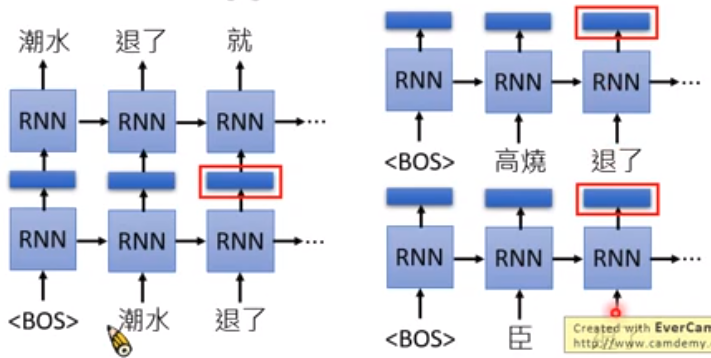 潮水 退了 就
RNN RNN RNN ...
RNN RNN RNN ...
<BOS> 潮水 退了
RNN RNN RNN ...
<BOS> 高燒 退了
RNN RNN RNN ...
<BOS> 臣
Created with EverCam
http://www.camdemy.